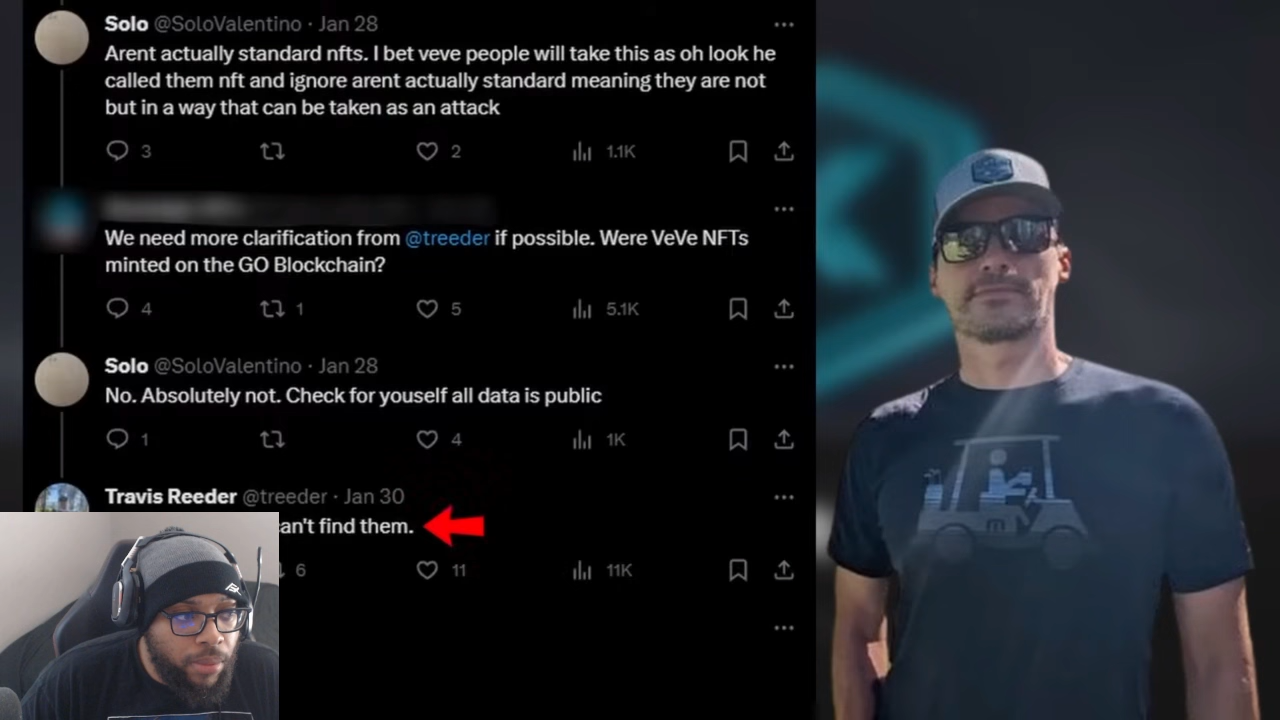 Solo @SoloValentino · Jan 28
Arent actually standard nfts. I bet veve people will take this as oh look he
called them nft and ignore arent actually standard meaning they are not
but in a way that can be taken as an attack
3 2 1.1K
We need more clarification from @treeder if possible. Were VeVe NFTs
minted on the GO Blockchain?
4 1 5 5.1K
Solo @SoloValentino · Jan 28
No. Absolutely not. Check for youself all data is public
1 4 1K
Travis Reeder @treeder · Jan 30
find them.
6 11 11K